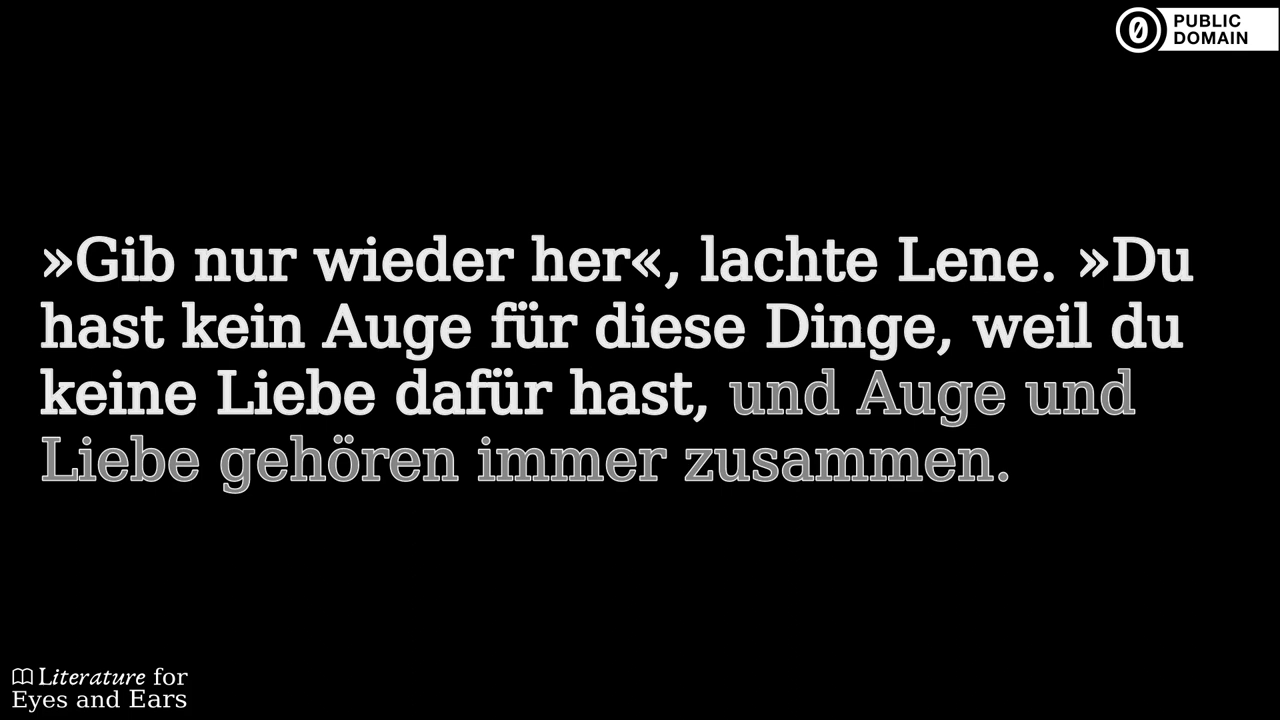 PUBLIC
DOMAIN
»Gib nur wieder her«, lachte Lene. »Du
hast kein Auge für diese Dinge, weil du
keine Liebe dafür hast, und Auge und
Liebe gehören immer zusammen.
Literature for
Eyes and Ears